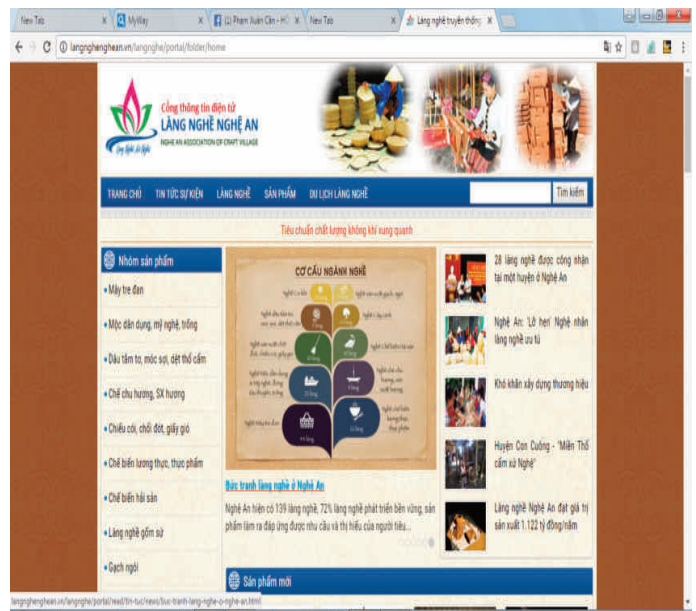 New Tab
MyWay
(1) Phạm Xuân Cần - HỒ
New Tab
Làng nghề truyền thống
langnghenghean.vn/langnghe/portal/folder/home
Cổng thông tin điện tử
LÀNG NGHỀ NGHỆ AN
NGHE AN ASSOCIATION OF CRAFT VILLAGE
TRANG CHỦ TIN TỨC SỰ KIỆN LÀNG NGHỀ SẢN PHẨM DU LỊCH LÀNG NGHỀ
Tìm kiếm
Tiêu chuẩn chất lượng không khí xung quanh
Nhóm sản phẩm
Mây tre đan
Mộc dân dụng, mỹ nghệ, trống
Dâu tằm tơ, móc sợi, dệt thổ cẩm
Chế chu hương, SX hương
Chiếu cói, chổi đót, giấy gió
Chế biến lương thực, thực phẩm
Chế biến hải sản
Làng nghề gốm sứ
Gạch ngói
CƠ CẤU NGÀNH NGHỀ
Bức tranh làng nghề ở Nghệ An
Nghệ An hiện có 139 làng nghề, 72% làng nghề phát triển bền vững, sản
phẩm làm ra đáp ứng được nhu cầu và thị hiếu của người tiêu...
Sản phẩm mới
28 làng nghề được công nhận
tại một huyện ở Nghệ An
Nghệ An: 'Lỡ hẹn' Nghệ nhân
làng nghề ưu tú
Khó khăn xây dựng thương hiệu
Huyện Con Cuông - "Miền Thổ
cẩm xứ Nghệ"
Làng nghề Nghệ An đạt giá trị
sản xuất 1.122 tỷ đồng/năm
langnghenghean.vn/langnghe/portal/read/tin-tuc/news/buc-tranh-lang-nghe-o-nghe-an.html